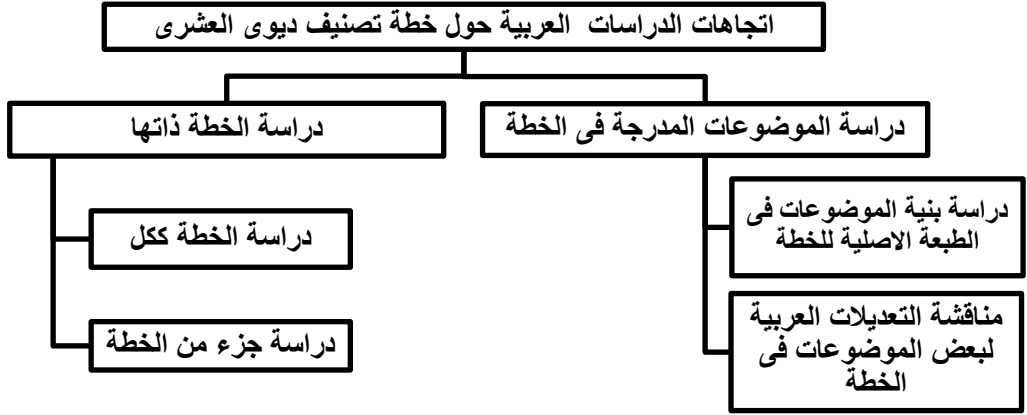 اتجاهات الدراسات العربية حول خطة تصنيف ديوى العشرى
دراسة الموضوعات المدرجة فى الخطة
دراسة بنية الموضوعات فى
الطبعة الاصلية للخطة
مناقشة التعديلات العربية
لبعض الموضوعات فى
الخطة
دراسة الخطة ذاتها
دراسة الخطة ككل
دراسة جزء من الخطة